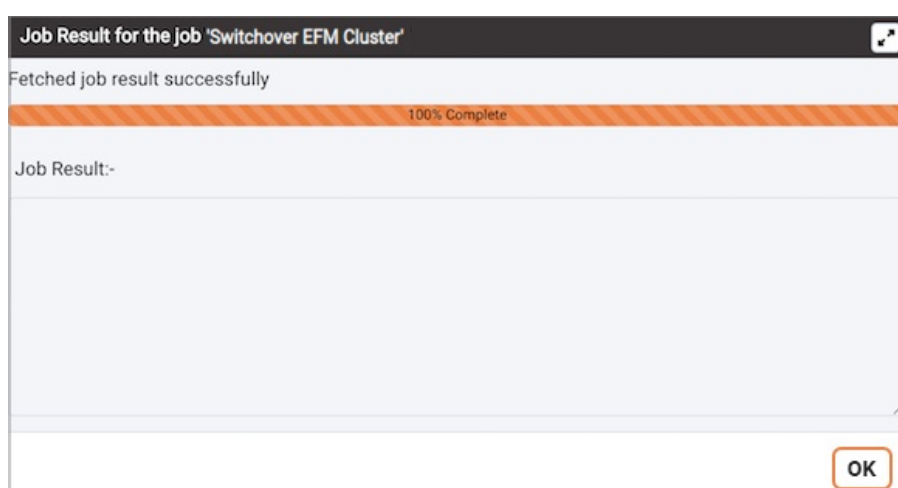 Job Result for the job 'Switchover EFM Cluster'
Fetched job result successfully
100% Complete
Job Result:-
OK